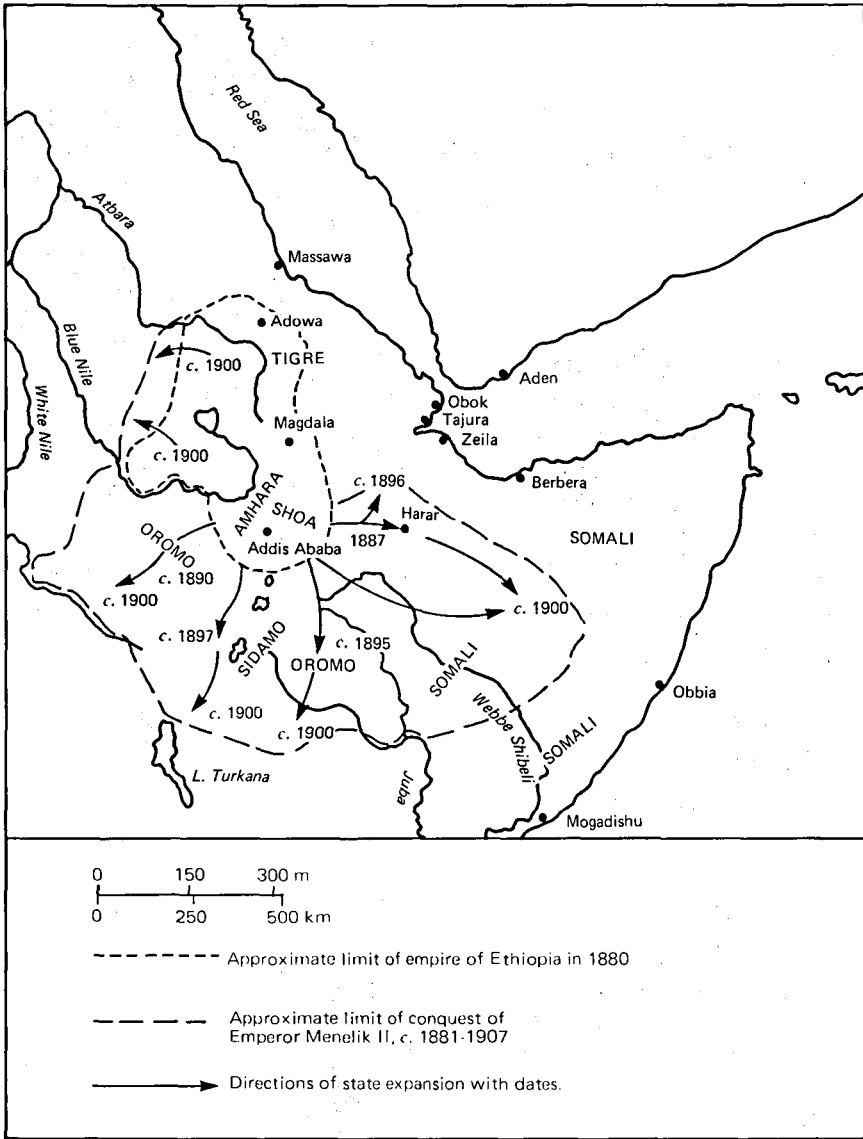 Red Sea
Atbara
Massawa
Blue Nile
Adowa
c. 1900
TIGRE
White Nile
Aden
Obok
Tajura
Zeila
Magdala
c. 1900
c. 1896
Berbera
AMHARA
SHOA
Harar
1887
SOMALI
OROMO
Addis Ababa
c. 1890
c. 1900
c. 1900
c. 1897
SIDAMO
c. 1895
OROMO
SOMALI
Obbia
c. 1900
Webbe Shibeli
c. 1900
SOMALI
L. Turkana
Juba
Mogadishu
0 150 300 m
0 250 500 km
Approximate limit of empire of Ethiopia in 1880
Approximate limit of conquest of
Emperor Menelik II, c. 1881-1907
Directions of state expansion with dates.